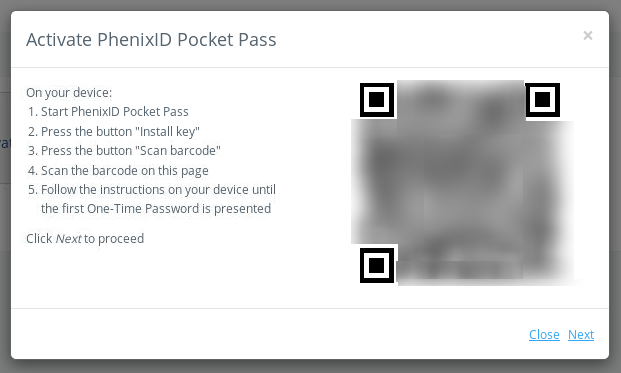 Activate PhenixID Pocket Pass
×
On your device:
1. Start PhenixID Pocket Pass
2. Press the button "Install key"
3. Press the button "Scan barcode"
4. Scan the barcode on this page
5. Follow the instructions on your device until
the first One-Time Password is presented
Click Next to proceed
Close Next